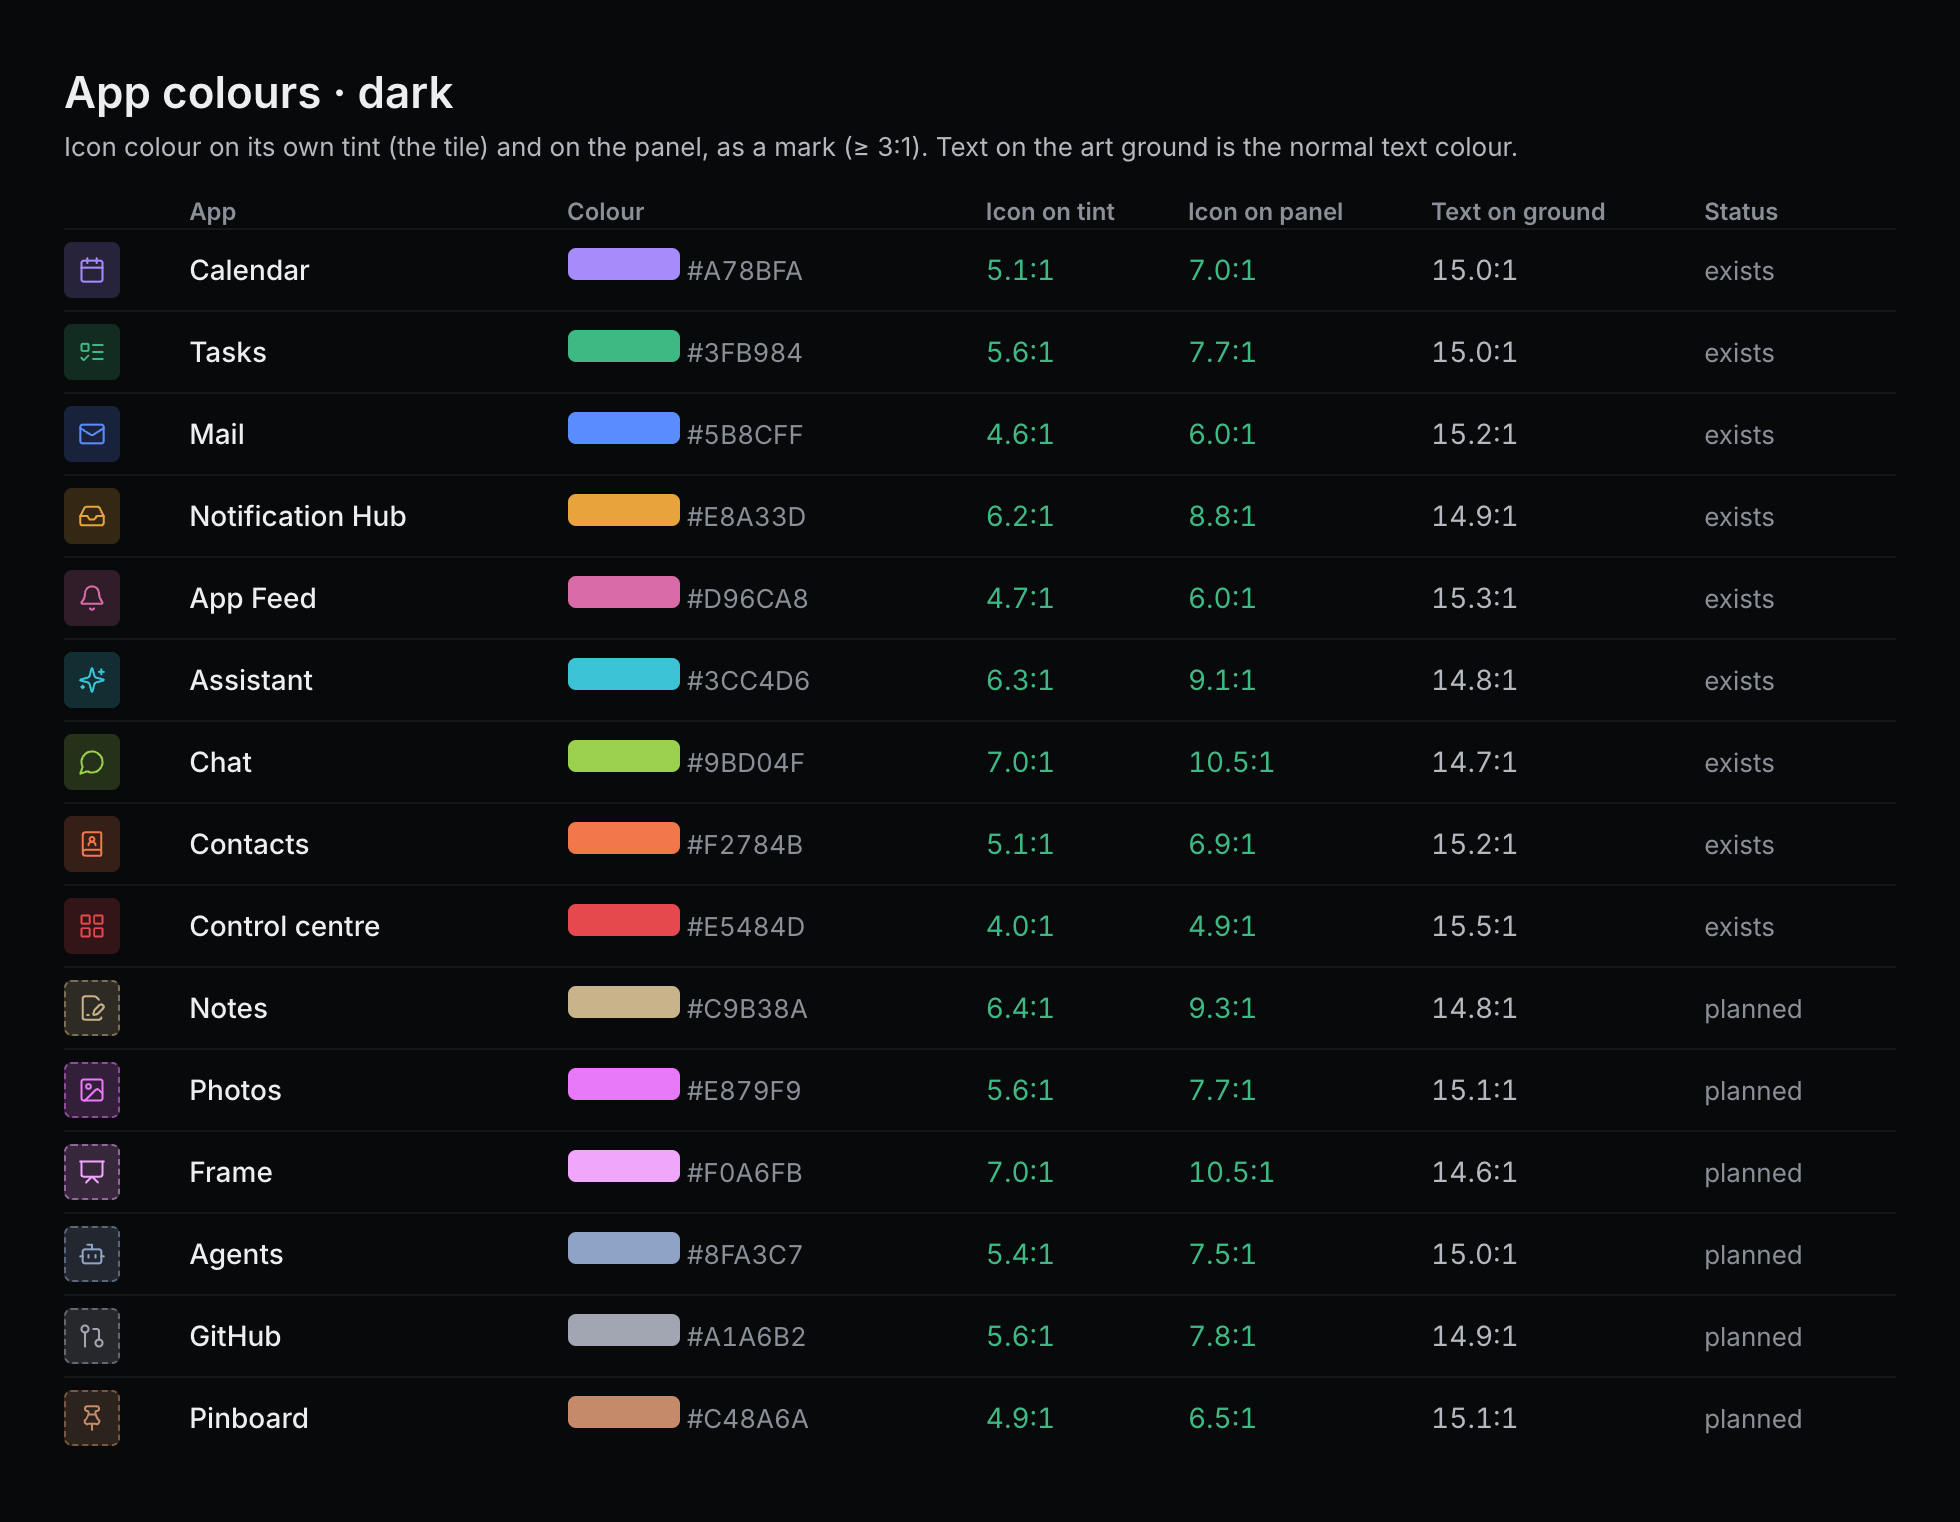 App colours · dark
Icon colour on its own tint (the tile) and on the panel, as a mark (≥ 3:1). Text on the art ground is the normal text colour.
App Colour Icon on tint Icon on panel Text on ground Status
Calendar #A78BFA 5.1:1 7.0:1 15.0:1 exists
Tasks #3FB984 5.6:1 7.7:1 15.0:1 exists
Mail #5B8CFF 4.6:1 6.0:1 15.2:1 exists
Notification Hub #E8A33D 6.2:1 8.8:1 14.9:1 exists
App Feed #D96CA8 4.7:1 6.0:1 15.3:1 exists
Assistant #3CC4D6 6.3:1 9.1:1 14.8:1 exists
Chat #9BD04F 7.0:1 10.5:1 14.7:1 exists
Contacts #F2784B 5.1:1 6.9:1 15.2:1 exists
Control centre #E5484D 4.0:1 4.9:1 15.5:1 exists
Notes #C9B38A 6.4:1 9.3:1 14.8:1 planned
Photos #E879F9 5.6:1 7.7:1 15.1:1 planned
Frame #F0A6FB 7.0:1 10.5:1 14.6:1 planned
Agents #8FA3C7 5.4:1 7.5:1 15.0:1 planned
GitHub #A1A6B2 5.6:1 7.8:1 14.9:1 planned
Pinboard #C48A6A 4.9:1 6.5:1 15.1:1 planned